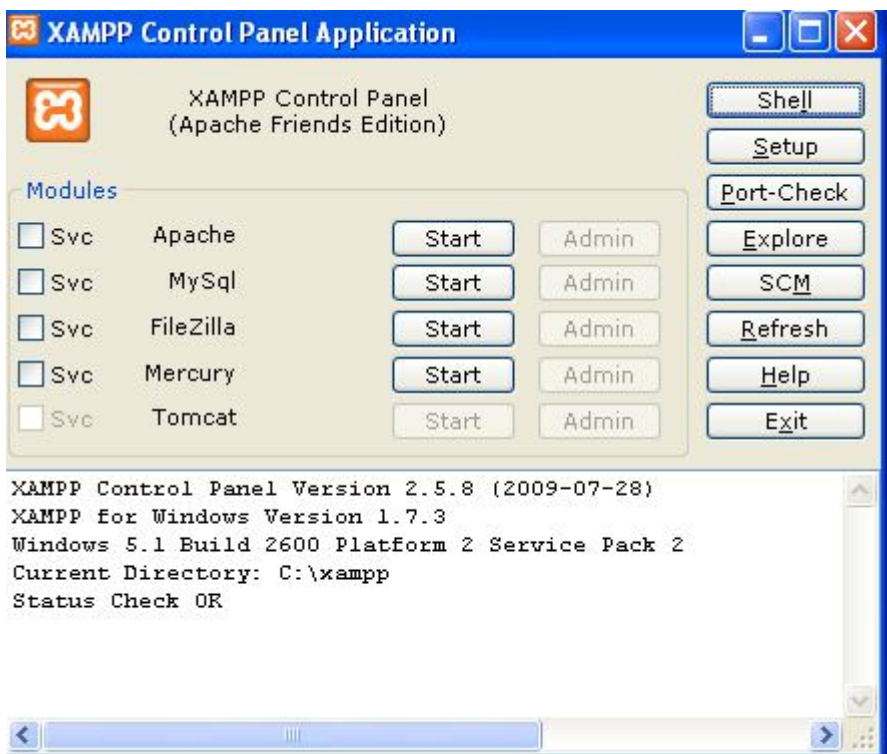 XAMPP Control Panel Application
XAMPP Control Panel
(Apache Friends Edition)
Shell
Setup
Port-Check
Explore
SCM
Refresh
Help
Exit
Modules
Svc Apache Start Admin
Svc MySql Start Admin
Svc FileZilla Start Admin
Svc Mercury Start Admin
Svc Tomcat Start Admin
XAMPP Control Panel Version 2.5.8 (2009-07-28)
XAMPP for Windows Version 1.7.3
Windows 5.1 Build 2600 Platform 2 Service Pack 2
Current Directory: C:\xampp
Status Check OK